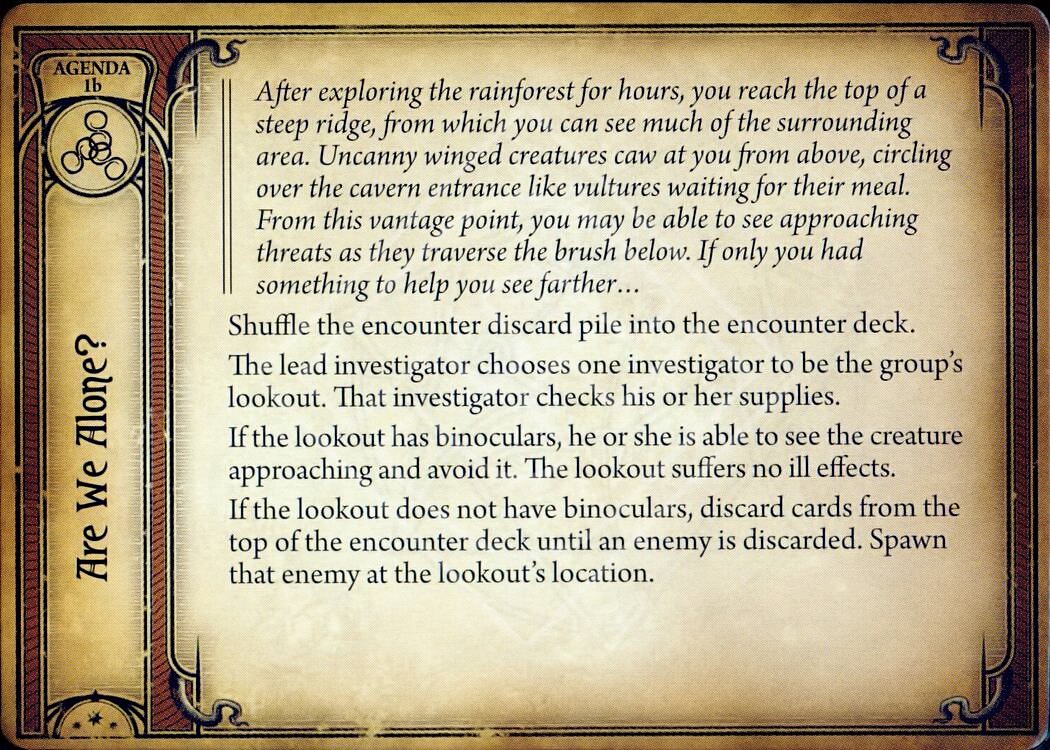 AGENDA
1b
Are We Alone?
After exploring the rainforest for hours, you reach the top of a
steep ridge, from which you can see much of the surrounding
area. Uncanny winged creatures caw at you from above, circling
over the cavern entrance like vultures waiting for their meal.
From this vantage point, you may be able to see approaching
threats as they traverse the brush below. If only you had
something to help you see farther…
Shuffle the encounter discard pile into the encounter deck.
The lead investigator chooses one investigator to be the group’s
lookout. That investigator checks his or her supplies.
If the lookout has binoculars, he or she is able to see the creature
approaching and avoid it. The lookout suffers no ill effects.
If the lookout does not have binoculars, discard cards from the
top of the encounter deck until an enemy is discarded. Spawn
that enemy at the lookout’s location.